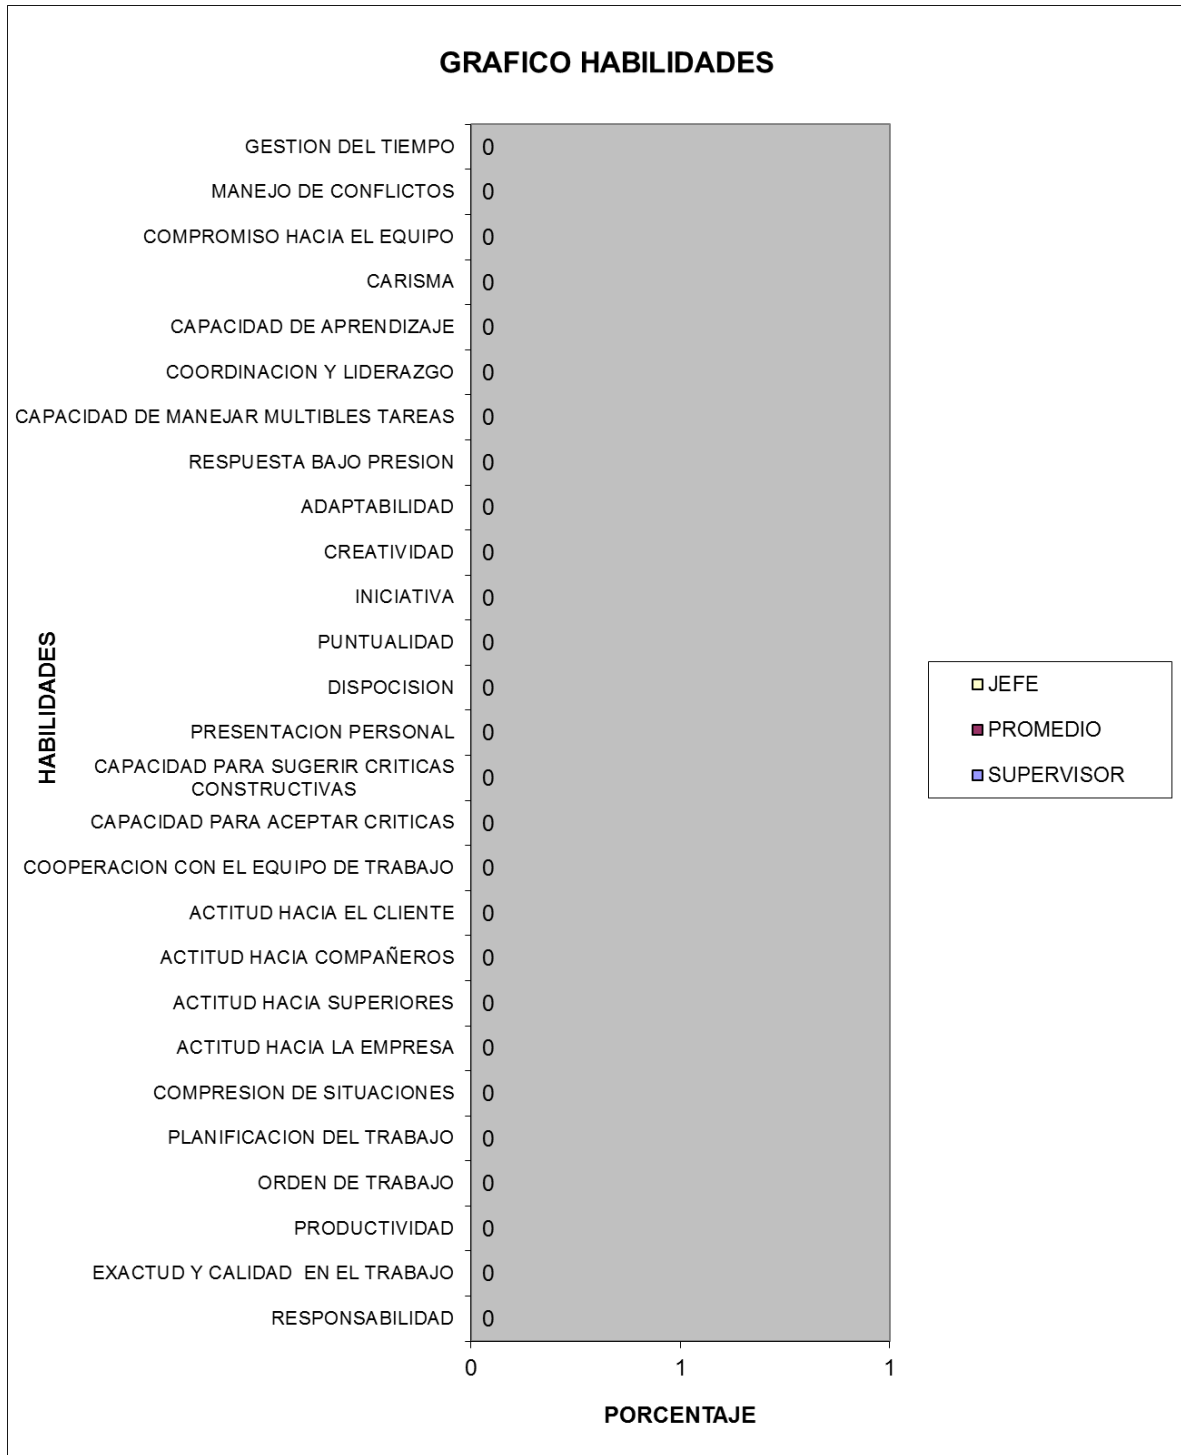 GRAFICO HABILIDADES
GESTION DEL TIEMPO 0
MANEJO DE CONFLICTOS 0
COMPROMISO HACIA EL EQUIPO 0
CARISMA 0
CAPACIDAD DE APRENDIZAJE 0
COORDINACION Y LIDERAZGO 0
CAPACIDAD DE MANEJAR MULTIBLES TAREAS 0
RESPUESTA BAJO PRESION 0
ADAPTABILIDAD 0
CREATIVIDAD 0
INICIATIVA 0
PUNTUALIDAD 0
DISPOCISION 0
PRESENTACION PERSONAL 0
CAPACIDAD PARA SUGERIR CRITICAS
CONSTRUCTIVAS 0
CAPACIDAD PARA ACEPTAR CRITICAS 0
COOPERACION CON EL EQUIPO DE TRABAJO 0
ACTITUD HACIA EL CLIENTE 0
ACTITUD HACIA COMPAÑEROS 0
ACTITUD HACIA SUPERIORES 0
ACTITUD HACIA LA EMPRESA 0
COMPRESION DE SITUACIONES 0
PLANIFICACION DEL TRABAJO 0
ORDEN DE TRABAJO 0
PRODUCTIVIDAD 0
EXACTUD Y CALIDAD  EN EL TRABAJO 0
RESPONSABILIDAD 0
0 1 1
PORCENTAJE
HABILIDADES
JEFE
PROMEDIO
SUPERVISOR